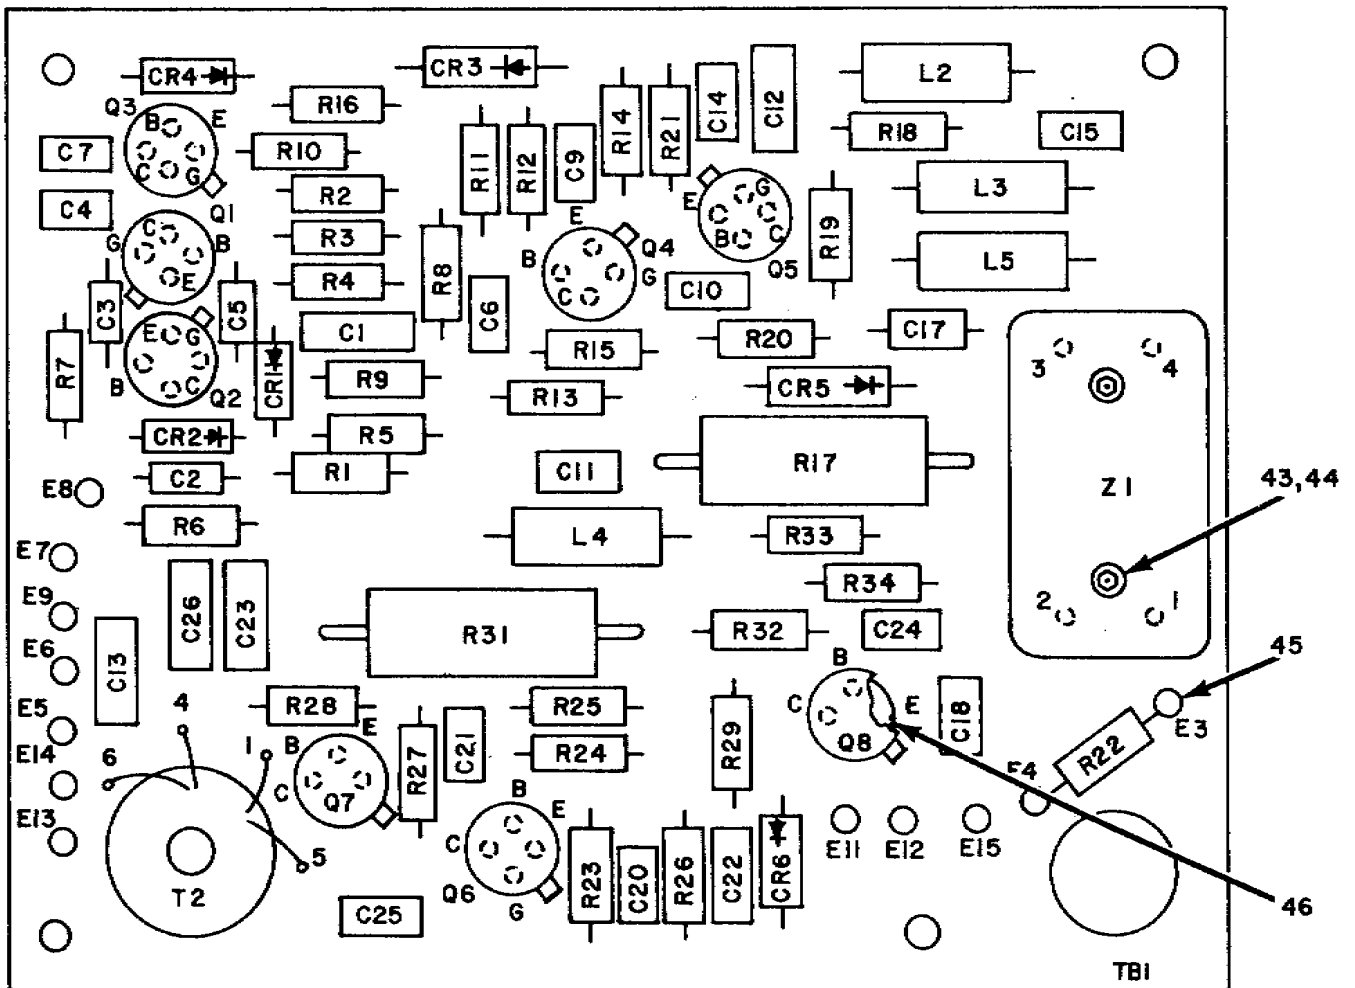 CR4
CR3
L2
Q3
B
E
C
G
R16
R14
R21
C14
C12
R18
C15
C7
R10
R11
R12
C9
C4
R2
Q1
E
G
B
C
Q5
R19
L3
G
C
B
E
R3
R8
E
Q4
B
G
C
L5
C3
C5
R4
C6
C10
R7
E
G
B
C
Q2
CR1
C1
R15
R20
C17
3
4
R9
R13
CR5
CR2
R5
R17
C2
R1
C11
Z1
43,44
E8
R6
L4
R33
E7
R34
E9
C26
C23
R31
R32
C24
2
1
E6
C13
B
45
4
R28
R25
C
E
Q8
C18
E3
E5
1
B
E
R27
C21
R24
R29
R22
E14
6
C
Q7
E4
E13
B
E
C
Q6
G
E11
E12
E15
5
T2
R23
C20
R26
C22
CR6
C25
46
TB1